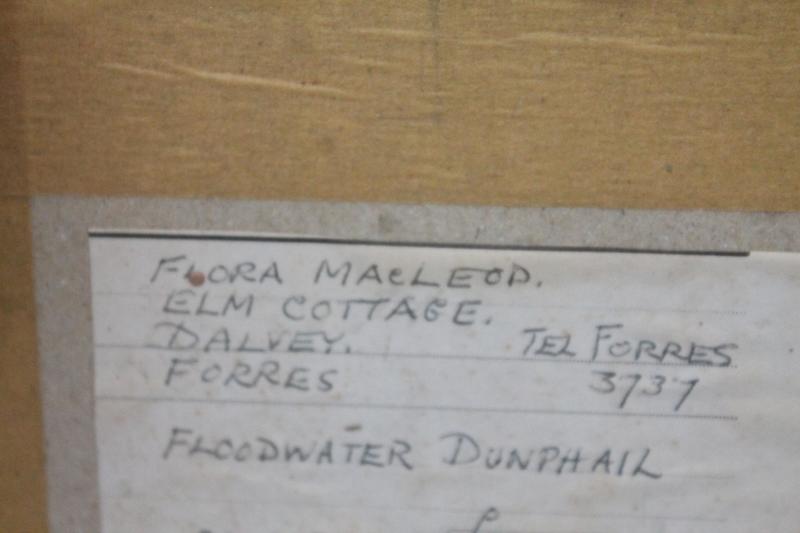 FLORA MACLEOD.
ELM COTTAGE.
DALVEY. TEL FORRES
FORRES 3737
FLOODWATER DUNPHAIL